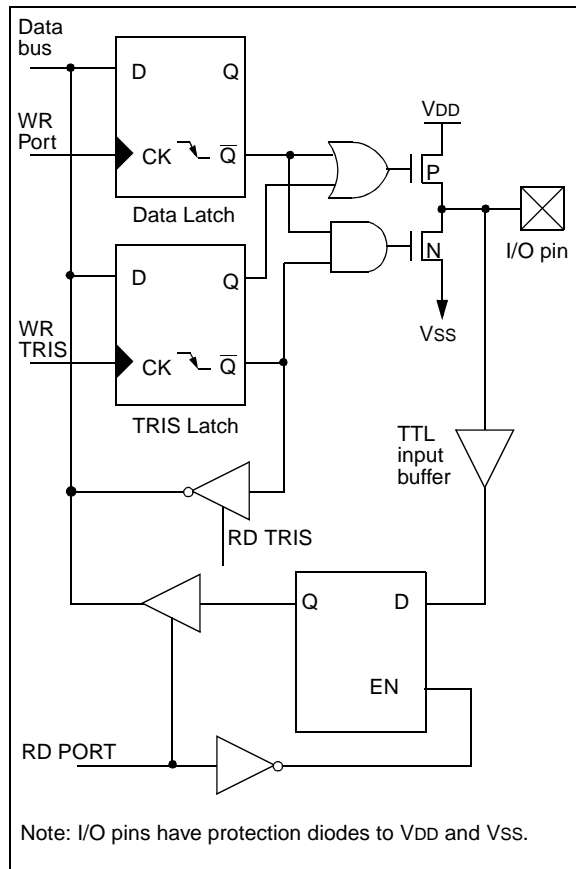 Data
bus
D
Q
VDD
WR
Port
CK
Q
P
Data Latch
N
I/O pin
D
Q
VSS
WR
TRIS
CK
Q
TRIS Latch
TTL
input
buffer
RD TRIS
Q
D
EN
RD PORT
Note: I/O pins have protection diodes to VDD and VSS.